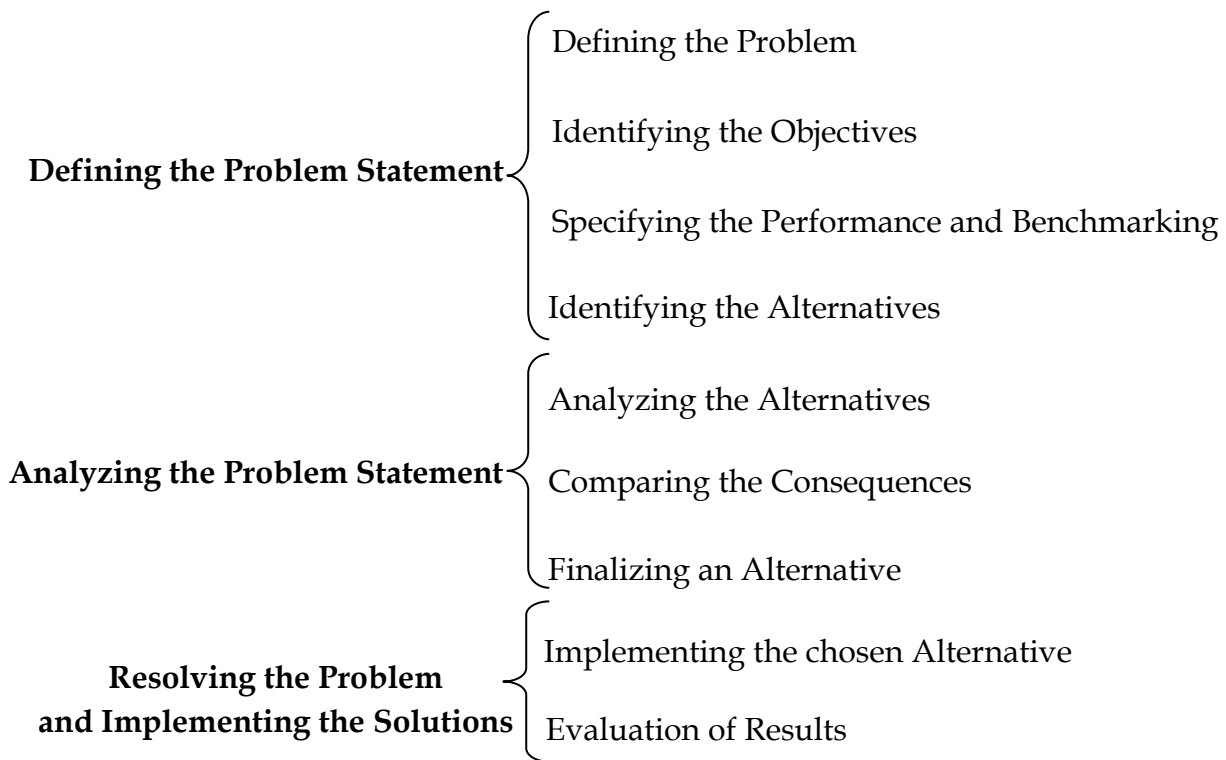 Defining the Problem Statement
Defining the Problem
Identifying the Objectives
Specifying the Performance and Benchmarking
Identifying the Alternatives
Analyzing the Problem Statement
Analyzing the Alternatives
Comparing the Consequences
Finalizing an Alternative
Resolving the Problem
and Implementing the Solutions
Implementing the chosen Alternative
Evaluation of Results